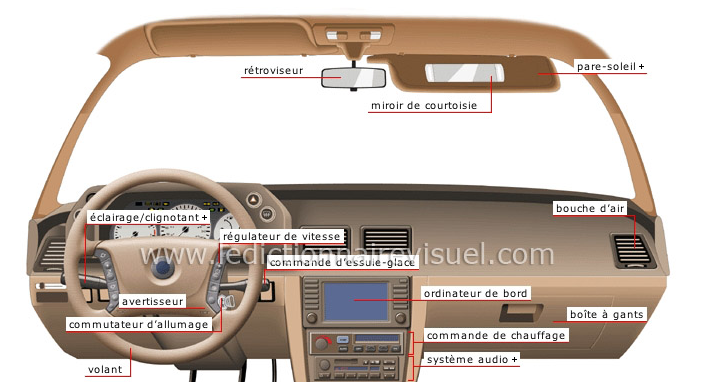 rétroviseur
pare-soleil +
miroir de courtoisie
éclairage/clignotant +
régulateur de vitesse
bouche d'air
www.ledictionnairevisuel.com
commande d'essuie-glace
avertisseur
ordinateur de bord
commutateur d'allumage
boîte à gants
commande de chauffage
système audio +
volant